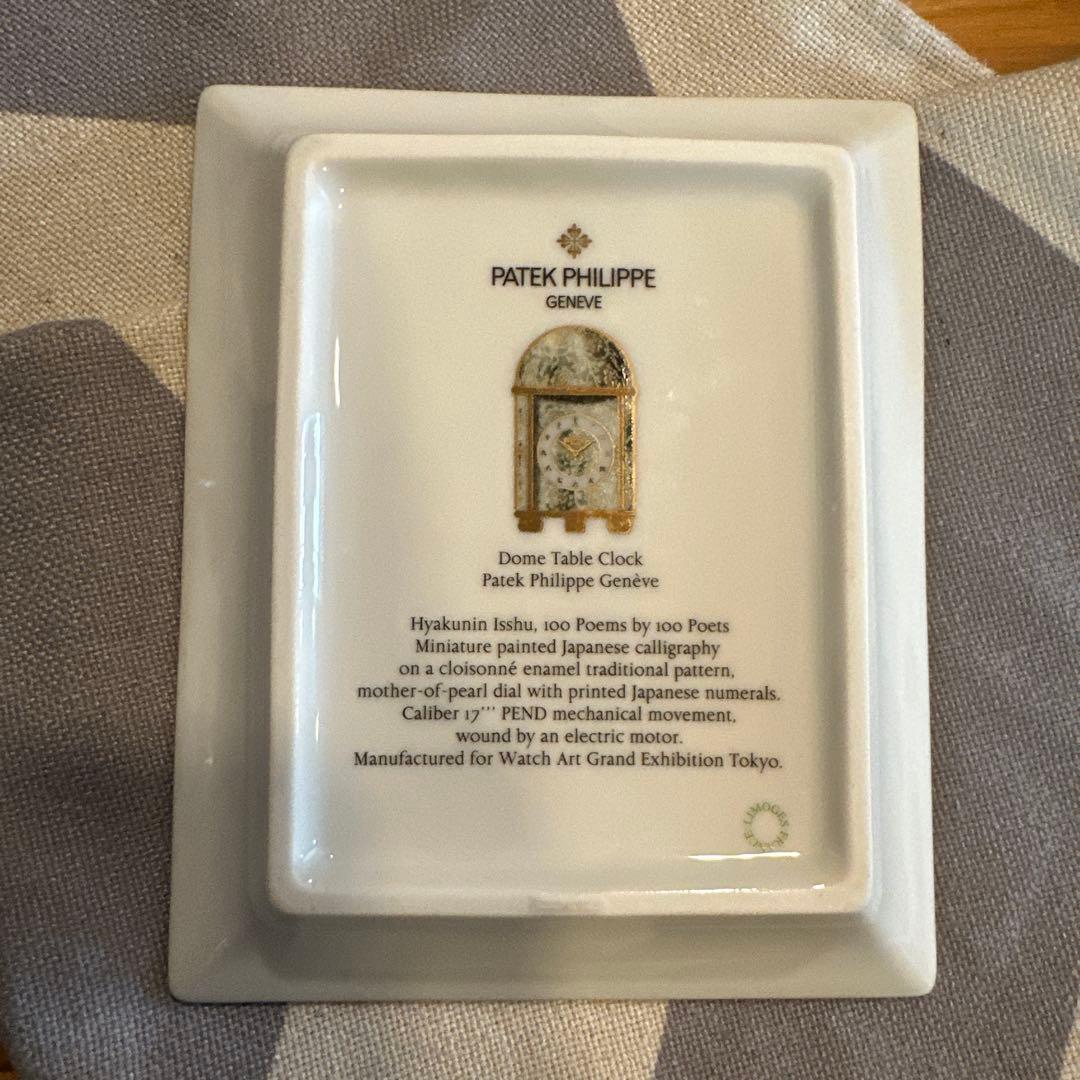 PATEK PHILIPPE
GENEVE
Dome Table Clock
Patek Philippe Genève
Hyakunin Isshu, 100 Poems by 100 Poets
Miniature painted Japanese calligraphy
on a cloisonné enamel traditional pattern,
mother-of-pearl dial with printed Japanese numerals.
Caliber 17''' PEND mechanical movement,
wound by an electric motor.
Manufactured for Watch Art Grand Exhibition Tokyo.
LIMOGES FRANCE